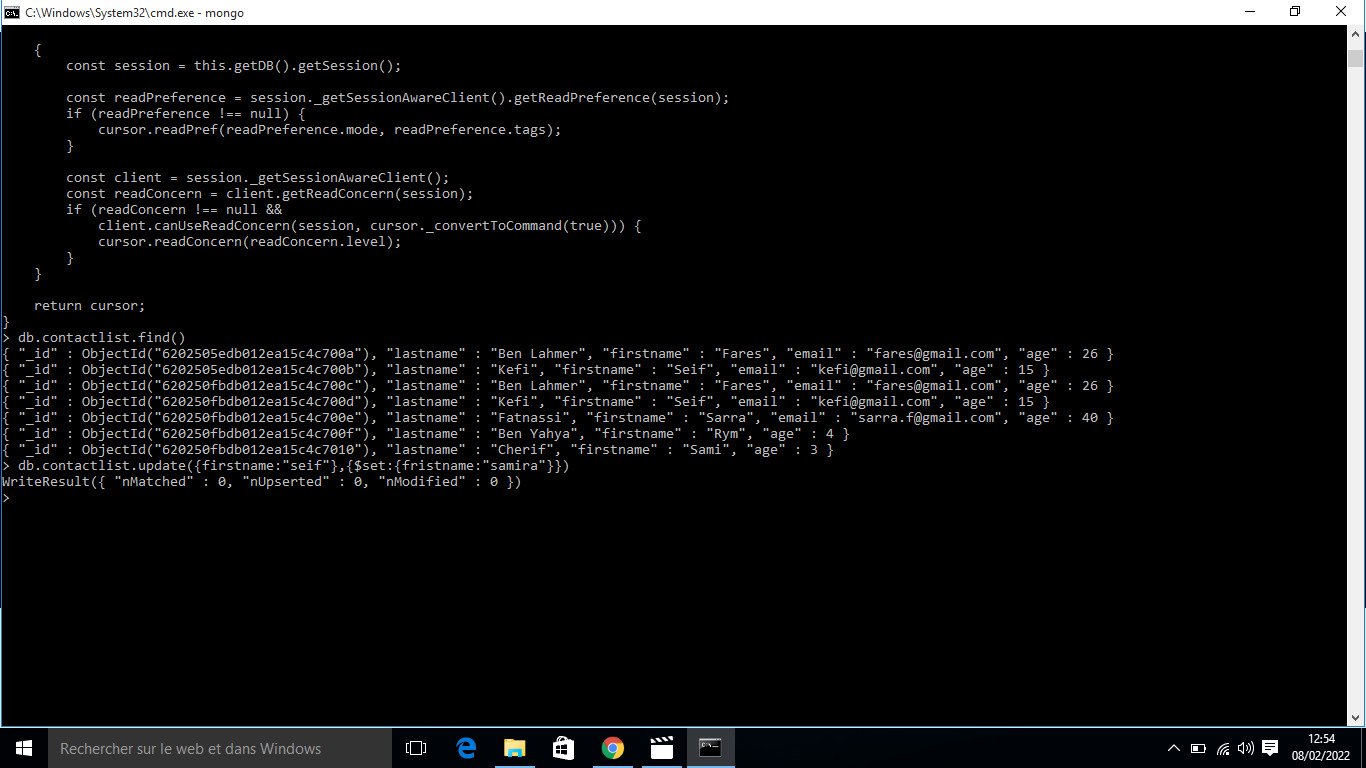 C:\Windows\System32\cmd.exe - mongo
{
const session = this.getDB().getSession();
const readPreference = session._getSessionAwareClient().getReadPreference(session);
if (readPreference !== null) {
cursor.readPref(readPreference.mode, readPreference.tags);
}
const client = session._getSessionAwareClient();
const readConcern = client.getReadConcern(session);
if (readConcern !== null &&
client.canUseReadConcern(session, cursor._convertToCommand(true))) {
cursor.readConcern(readConcern.level);
}
}
return cursor;
}
> db.contactlist.find()
{ "_id" : ObjectId("6202505edb012ea15c4c700a"), "lastname" : "Ben Lahmer", "firstname" : "Fares", "email" : "fares@gmail.com", "age" : 26 }
{ "_id" : ObjectId("6202505edb012ea15c4c700b"), "lastname" : "Kefi", "firstname" : "Seif", "email" : "kefi@gmail.com", "age" : 15 }
{ "_id" : ObjectId("620250fbdb012ea15c4c700c"), "lastname" : "Ben Lahmer", "firstname" : "Fares", "email" : "fares@gmail.com", "age" : 26 }
{ "_id" : ObjectId("620250fbdb012ea15c4c700d"), "lastname" : "Kefi", "firstname" : "Seif", "email" : "kefi@gmail.com", "age" : 15 }
{ "_id" : ObjectId("620250fbdb012ea15c4c700e"), "lastname" : "Fatnassi", "firstname" : "Sarra", "email" : "sarra.f@gmail.com", "age" : 40 }
{ "_id" : ObjectId("620250fbdb012ea15c4c700f"), "lastname" : "Ben Yahya", "firstname" : "Rym", "age" : 4 }
{ "_id" : ObjectId("620250fbdb012ea15c4c7010"), "lastname" : "Cherif", "firstname" : "Sami", "age" : 3 }
> db.contactlist.update({firstname:"seif"},{$set:{fristname:"samira"}})
WriteResult({ "nMatched" : 0, "nUpserted" : 0, "nModified" : 0 })
>
Rechercher sur le web et dans Windows
12:54
08/02/2022